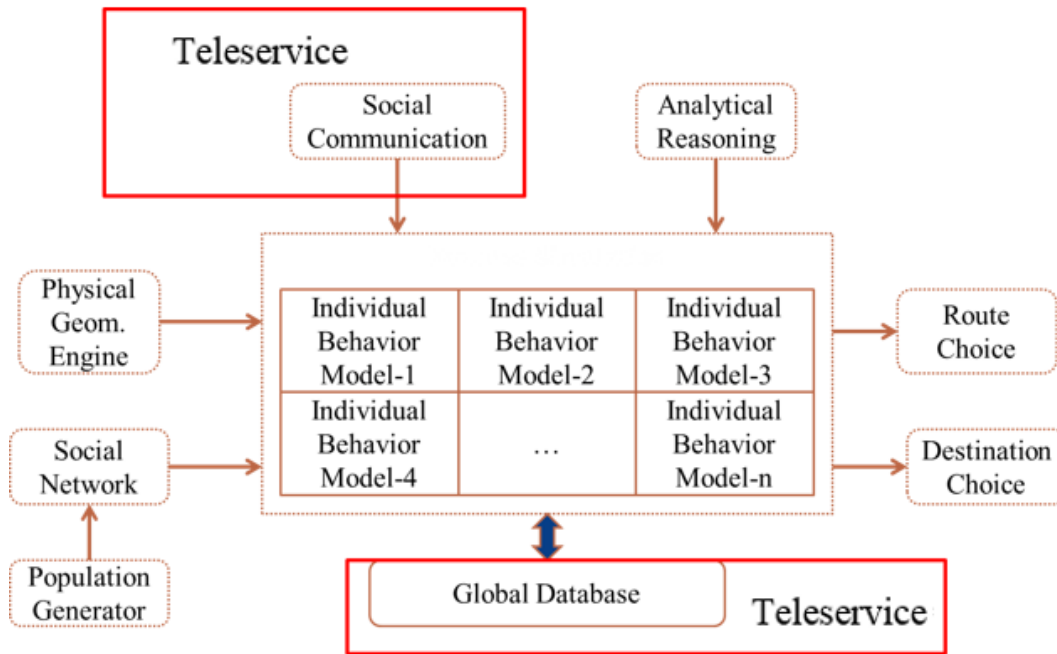 Teleservice
Social
Communication
Analytical
Reasoning
Physical
Geom.
Engine
Individual
Behavior
Model-1
Individual
Behavior
Model-2
Individual
Behavior
Model-3
Route
Choice
Social
Network
Individual
Behavior
Model-4
…
Individual
Behavior
Model-n
Destination
Choice
Population
Generator
Global Database
Teleservice